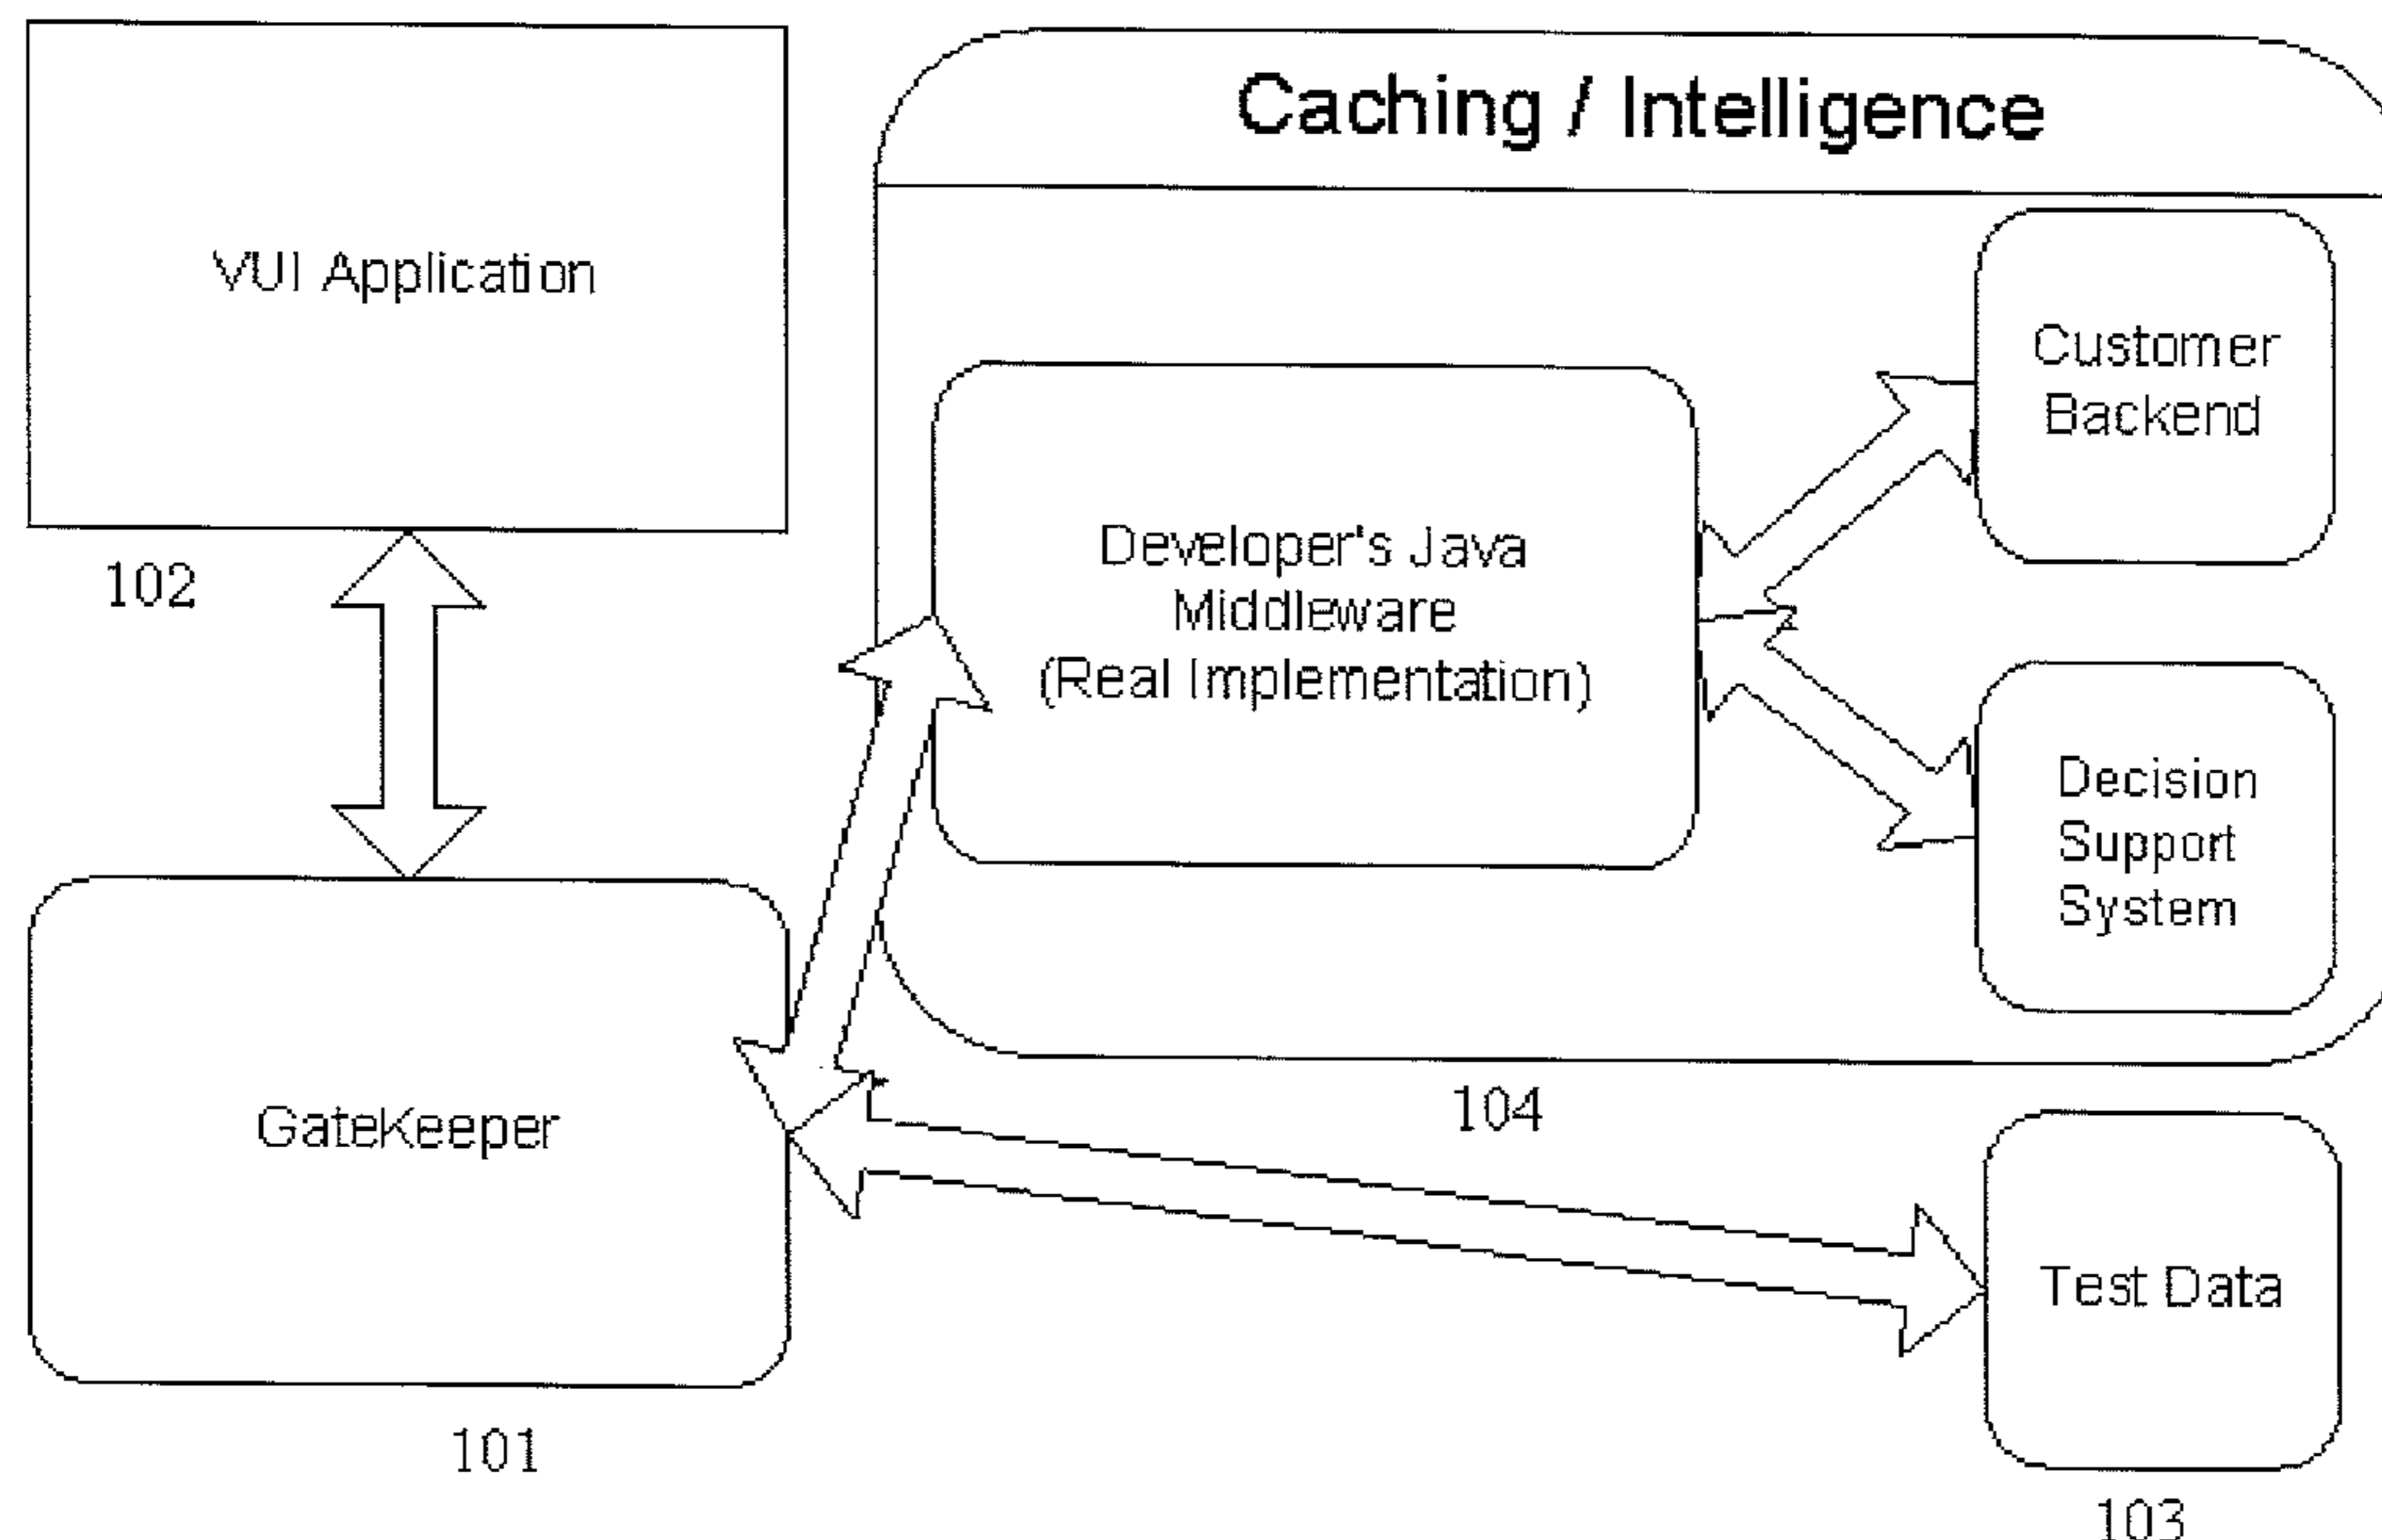 VUI Application
102
Caching / Intelligence
Customer
Backend
Developer's Java
Middleware
(Real Implementation)
Decision
Support
System
104
GateKeeper
101
Test Data
103